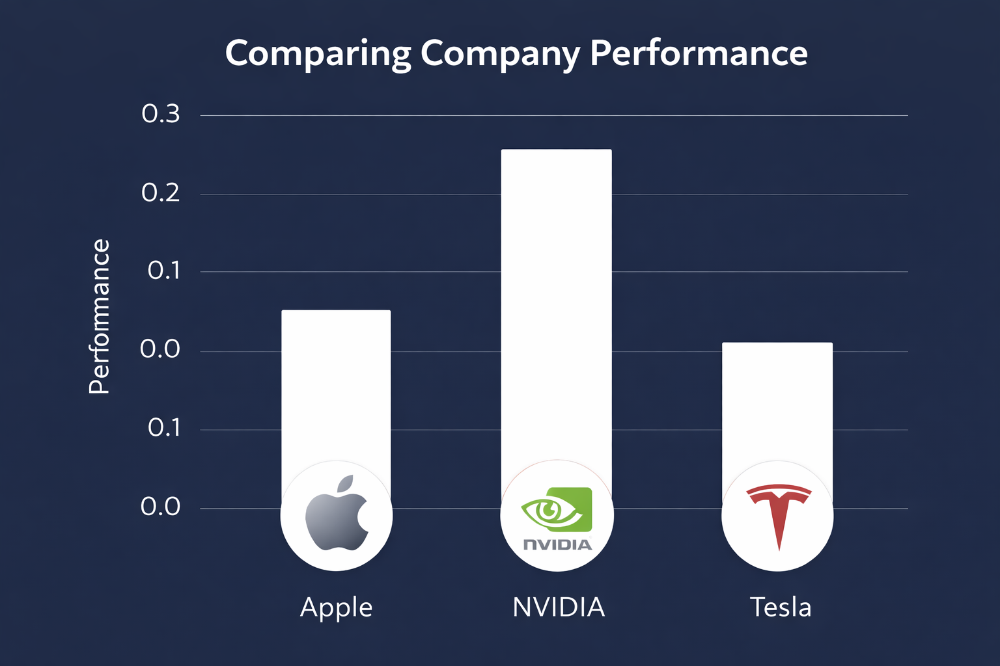 Comparing Company Performance
0.3
0.2
0.1
0.0
0.1
0.0
Performance
NVIDIA
Apple
NVIDIA
Tesla